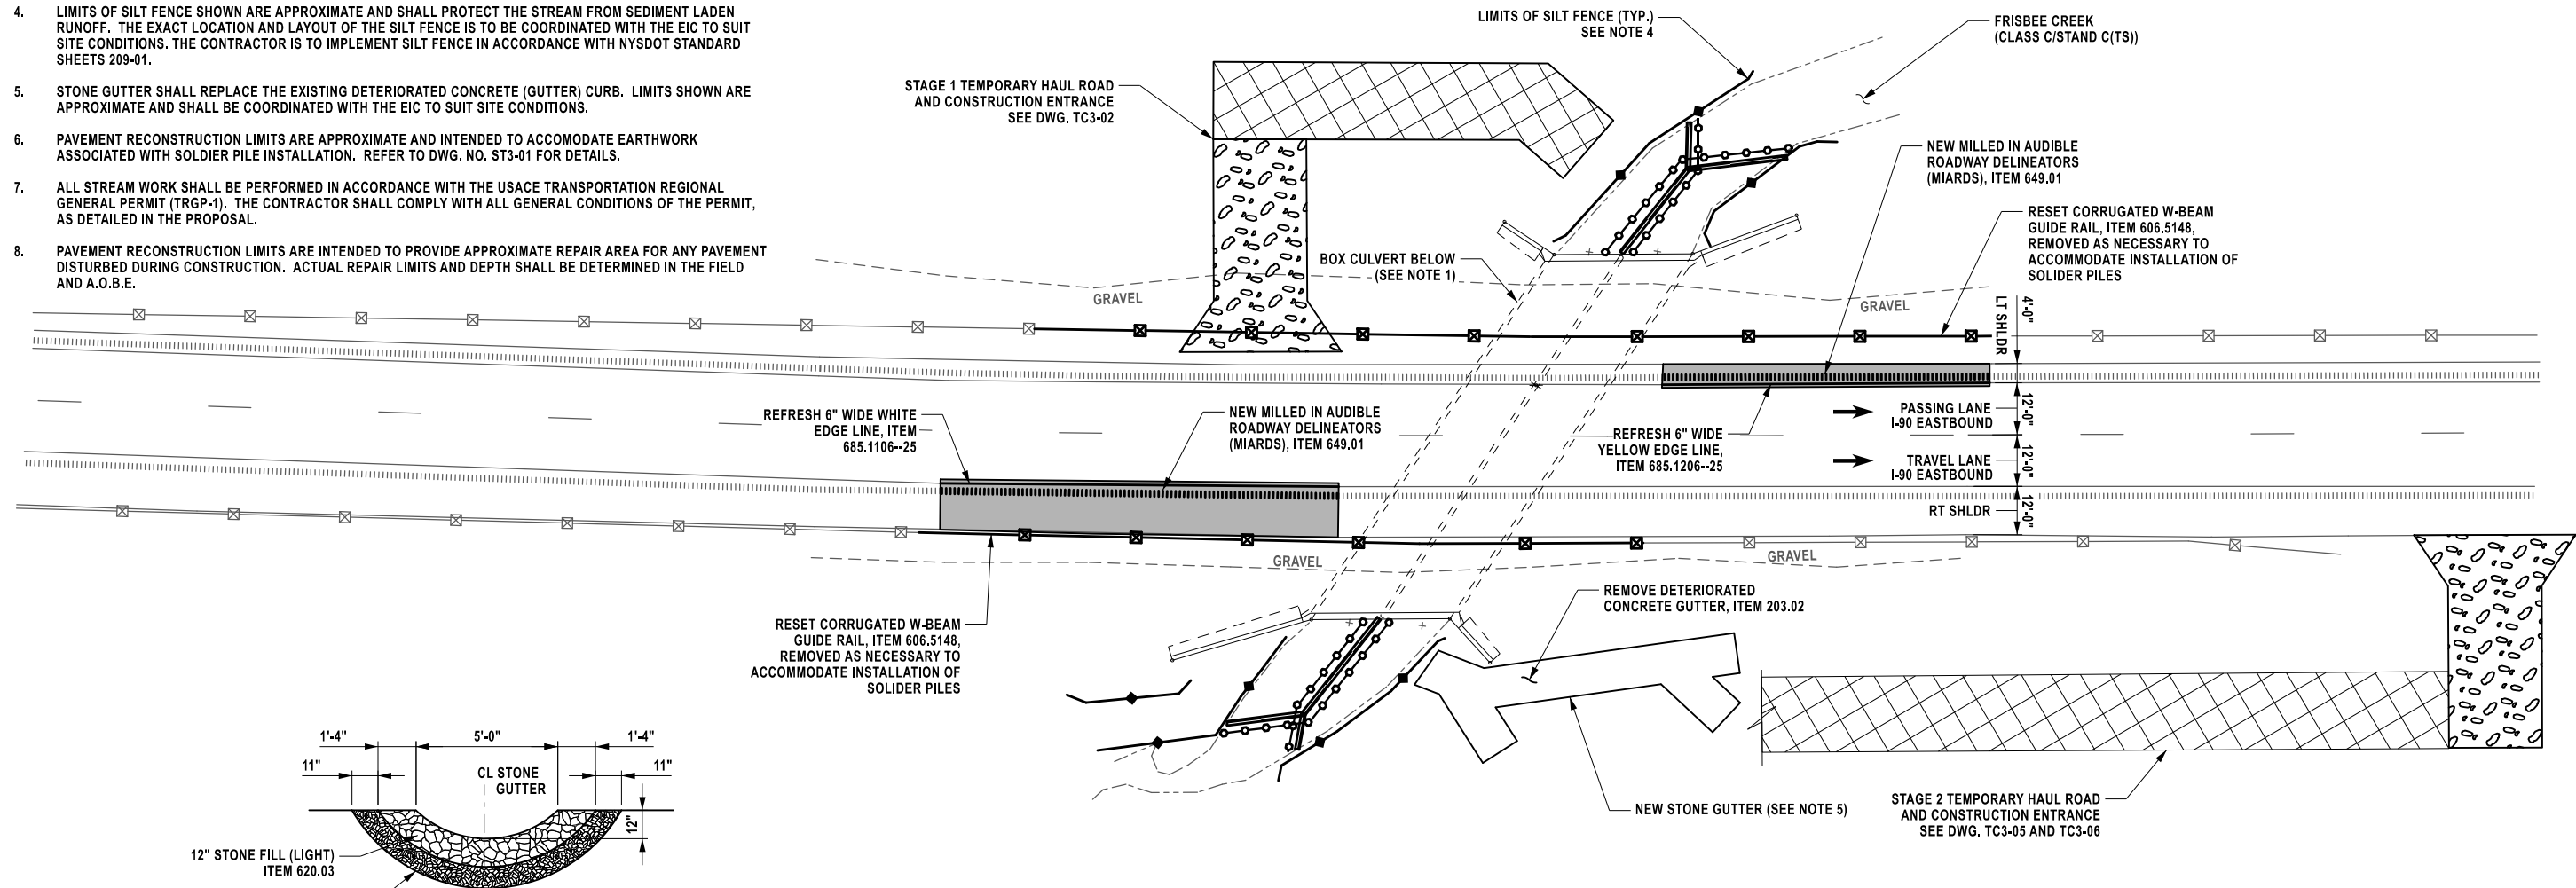 4. LIMITS OF SILT FENCE SHOWN ARE APPROXIMATE AND SHALL PROTECT THE STREAM FROM SEDIMENT LADEN
RUNOFF. THE EXACT LOCATION AND LAYOUT OF THE SILT FENCE IS TO BE COORDINATED WITH THE EIC TO SUIT
SITE CONDITIONS. THE CONTRACTOR IS TO IMPLEMENT SILT FENCE IN ACCORDANCE WITH NYSDOT STANDARD
SHEETS 209-01.
5. STONE GUTTER SHALL REPLACE THE EXISTING DETERIORATED CONCRETE (GUTTER) CURB. LIMITS SHOWN ARE
APPROXIMATE AND SHALL BE COORDINATED WITH THE EIC TO SUIT SITE CONDITIONS.
6. PAVEMENT RECONSTRUCTION LIMITS ARE APPROXIMATE AND INTENDED TO ACCOMODATE EARTHWORK
ASSOCIATED WITH SOLDIER PILE INSTALLATION. REFER TO DWG. NO. ST3-01 FOR DETAILS.
7. ALL STREAM WORK SHALL BE PERFORMED IN ACCORDANCE WITH THE USACE TRANSPORTATION REGIONAL
GENERAL PERMIT (TRGP-1). THE CONTRACTOR SHALL COMPLY WITH ALL GENERAL CONDITIONS OF THE PERMIT,
AS DETAILED IN THE PROPOSAL.
8. PAVEMENT RECONSTRUCTION LIMITS ARE INTENDED TO PROVIDE APPROXIMATE REPAIR AREA FOR ANY PAVEMENT
DISTURBED DURING CONSTRUCTION. ACTUAL REPAIR LIMITS AND DEPTH SHALL BE DETERMINED IN THE FIELD
AND A.O.B.E.
STAGE 1 TEMPORARY HAUL ROAD
AND CONSTRUCTION ENTRANCE
SEE DWG. TC3-02
LIMITS OF SILT FENCE (TYP.)
SEE NOTE 4
FRISBEE CREEK
(CLASS C/STAND C(TS))
NEW MILLED IN AUDIBLE
ROADWAY DELINEATORS
(MIARDS), ITEM 649.01
RESET CORRUGATED W-BEAM
GUIDE RAIL, ITEM 606.5148,
REMOVED AS NECESSARY TO
ACCOMMODATE INSTALLATION OF
SOLIDER PILES
BOX CULVERT BELOW
(SEE NOTE 1)
GRAVEL
GRAVEL
4'-0"
LT SHLDR
REFRESH 6" WIDE WHITE
EDGE LINE, ITEM
685.1106--25
NEW MILLED IN AUDIBLE
ROADWAY DELINEATORS
(MIARDS), ITEM 649.01
REFRESH 6" WIDE
YELLOW EDGE LINE,
ITEM 685.1206--25
PASSING LANE
I-90 EASTBOUND
12'-0"
TRAVEL LANE
I-90 EASTBOUND
12'-0"
RT SHLDR
12'-0"
GRAVEL
GRAVEL
RESET CORRUGATED W-BEAM
GUIDE RAIL, ITEM 606.5148,
REMOVED AS NECESSARY TO
ACCOMMODATE INSTALLATION OF
SOLIDER PILES
REMOVE DETERIORATED
CONCRETE GUTTER, ITEM 203.02
NEW STONE GUTTER (SEE NOTE 5)
STAGE 2 TEMPORARY HAUL ROAD
AND CONSTRUCTION ENTRANCE
SEE DWG. TC3-05 AND TC3-06
1'-4"
5'-0"
1'-4"
11"
11"
CL STONE
GUTTER
12"
12" STONE FILL (LIGHT)
ITEM 620.03